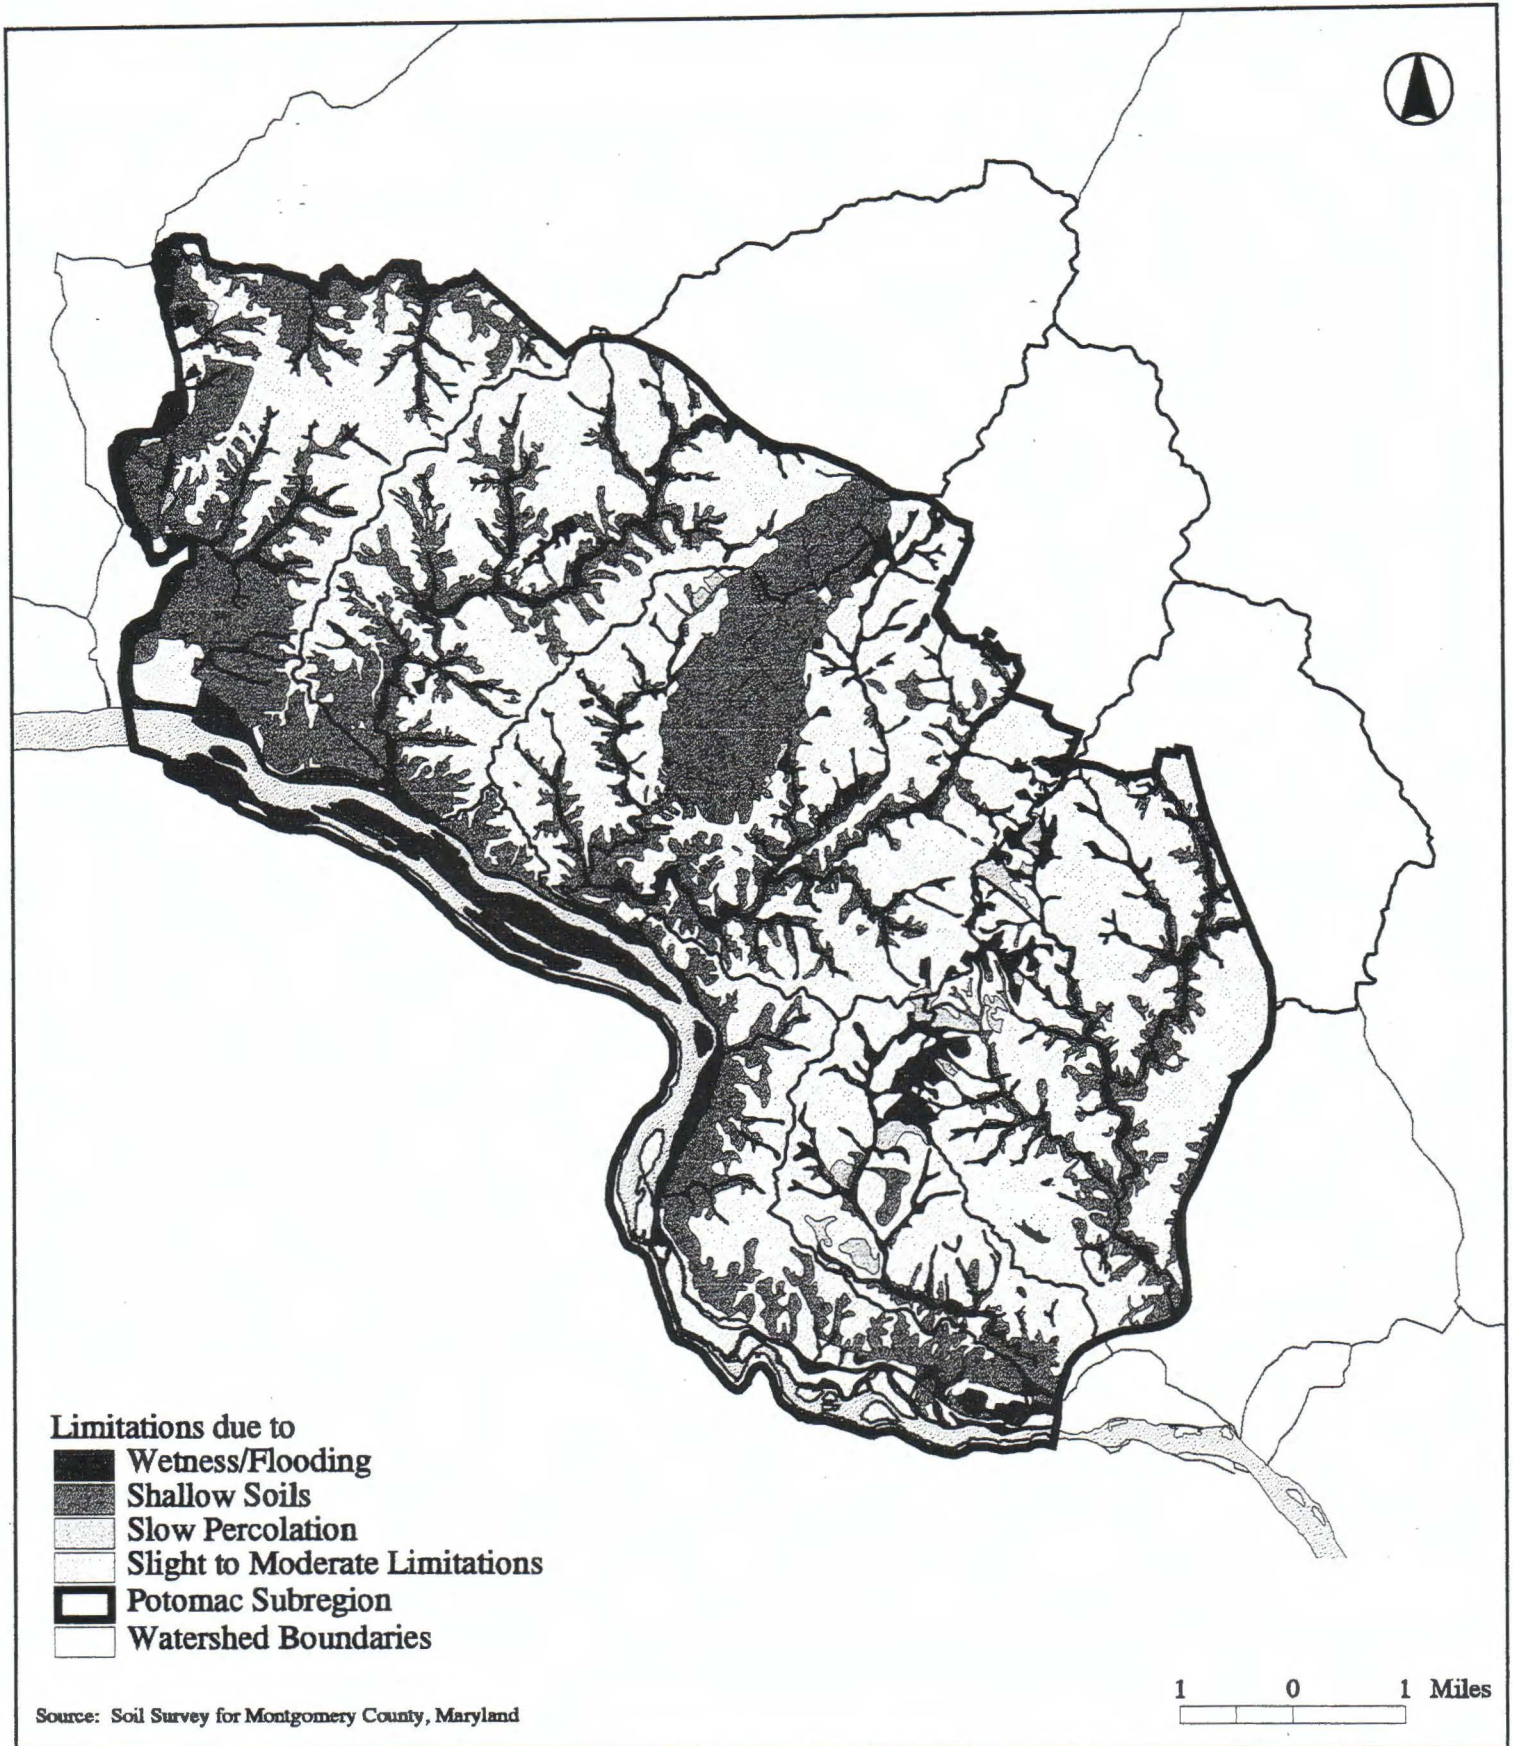 Limitations due to
Wetness/Flooding
Shallow Soils
Slow Percolation
Slight to Moderate Limitations
Potomac Subregion
Watershed Boundaries
1 0 1 Miles
Source: Soil Survey for Montgomery County, Maryland